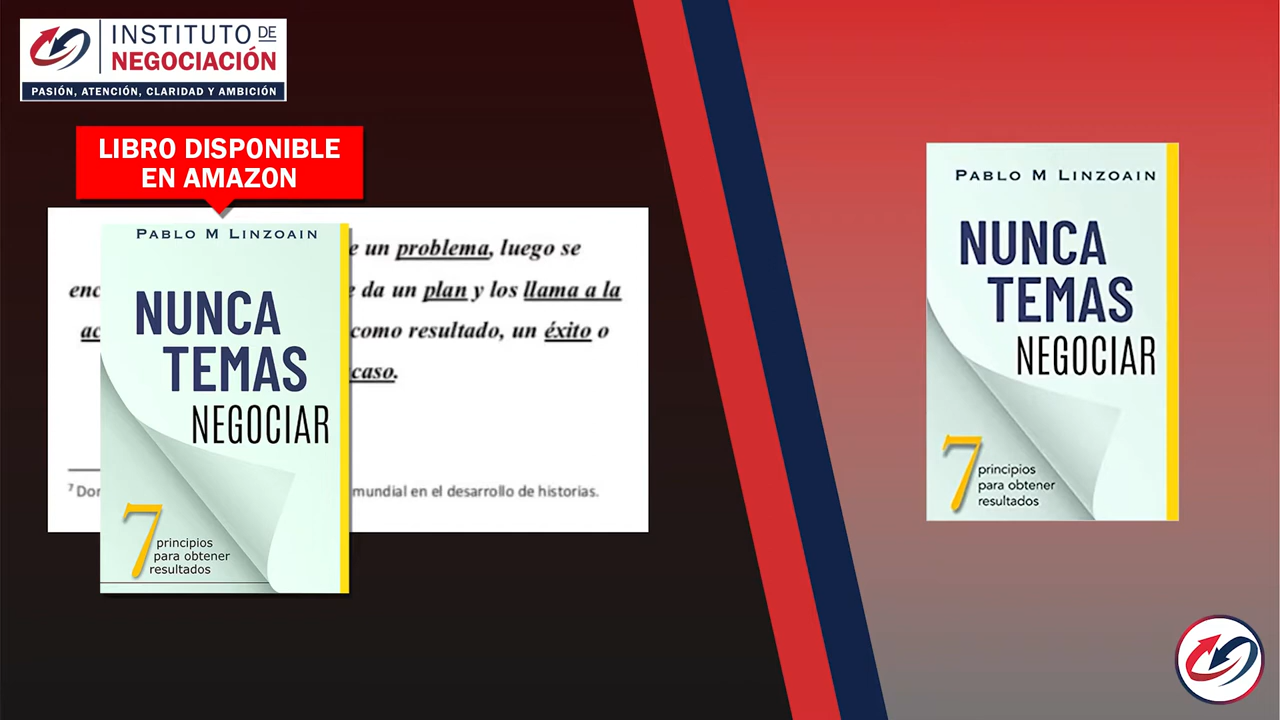 INSTITUTO DE
NEGOCIACIÓN
PASIÓN, ATENCIÓN, CLARIDAD Y AMBICIÓN
LIBRO DISPONIBLE
EN AMAZON
un problema, luego se
da un plan y los llama a la
como resultado, un éxito o
caso.
7
mundial en el desarrollo de historias.
PABLO M LINZOAIN
NUNCA
TEMAS
NEGOCIAR
7
principios
para obtener
resultados
PABLO M LINZOAIN
NUNCA
TEMAS
NEGOCIAR
7
principios
para obtener
resultados